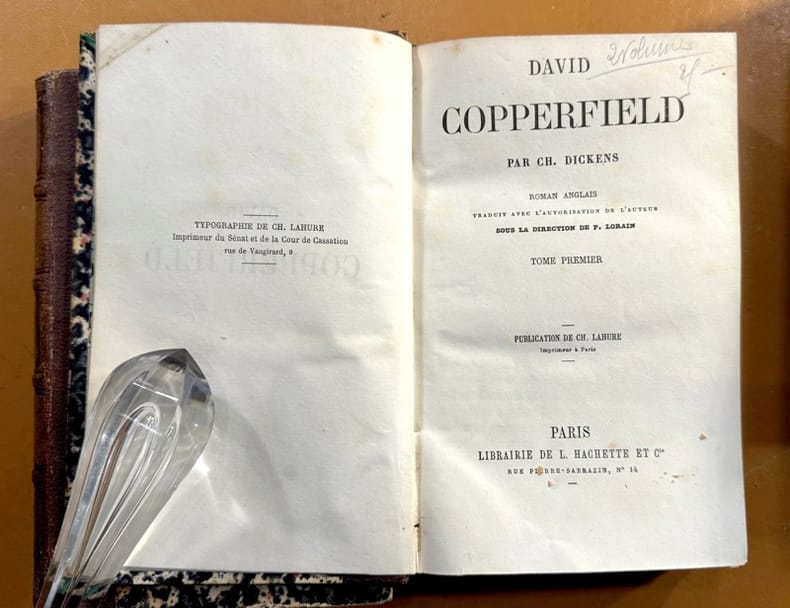 TYPOGRAPHIE DE CH. LAHURE
Imprimeur du Sénat et de la Cour de Cassation
rue de Vaugirard, 9
2 Volumes
DAVID
COPPERFIELD
PAR CH. DICKENS
ROMAN ANGLAIS
TRADUIT AVEC L'AUTORISATION DE L'AUTEUR
SOUS LA DIRECTION DE P. LORAIN
TOME PREMIER
PUBLICATION DE CH. LAHURE
Imprimeur à Paris
PARIS
LIBRAIRIE DE L. HACHETTE ET Cie
RUE PIERRE-SARRAZIN, N° 14